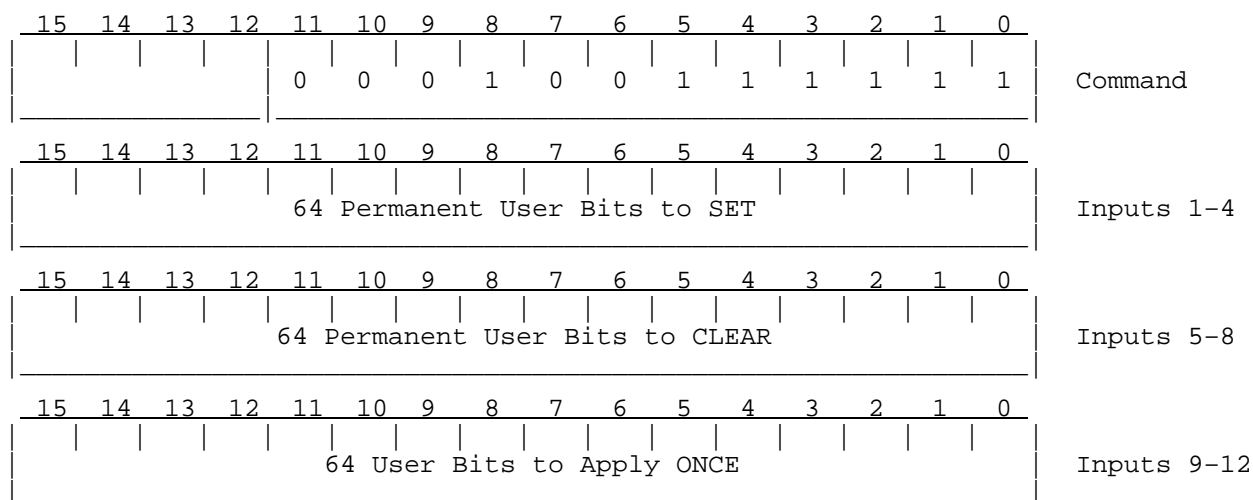 15 14 13 12 11 10 9 8 7 6 5 4 3 2 1 0
0 0 0 1 0 0 1 1 1 1 1 1 Command
15 14 13 12 11 10 9 8 7 6 5 4 3 2 1 0
64 Permanent User Bits to SET Inputs 1-4
15 14 13 12 11 10 9 8 7 6 5 4 3 2 1 0
64 Permanent User Bits to CLEAR Inputs 5-8
15 14 13 12 11 10 9 8 7 6 5 4 3 2 1 0
64 User Bits to Apply ONCE Inputs 9-12